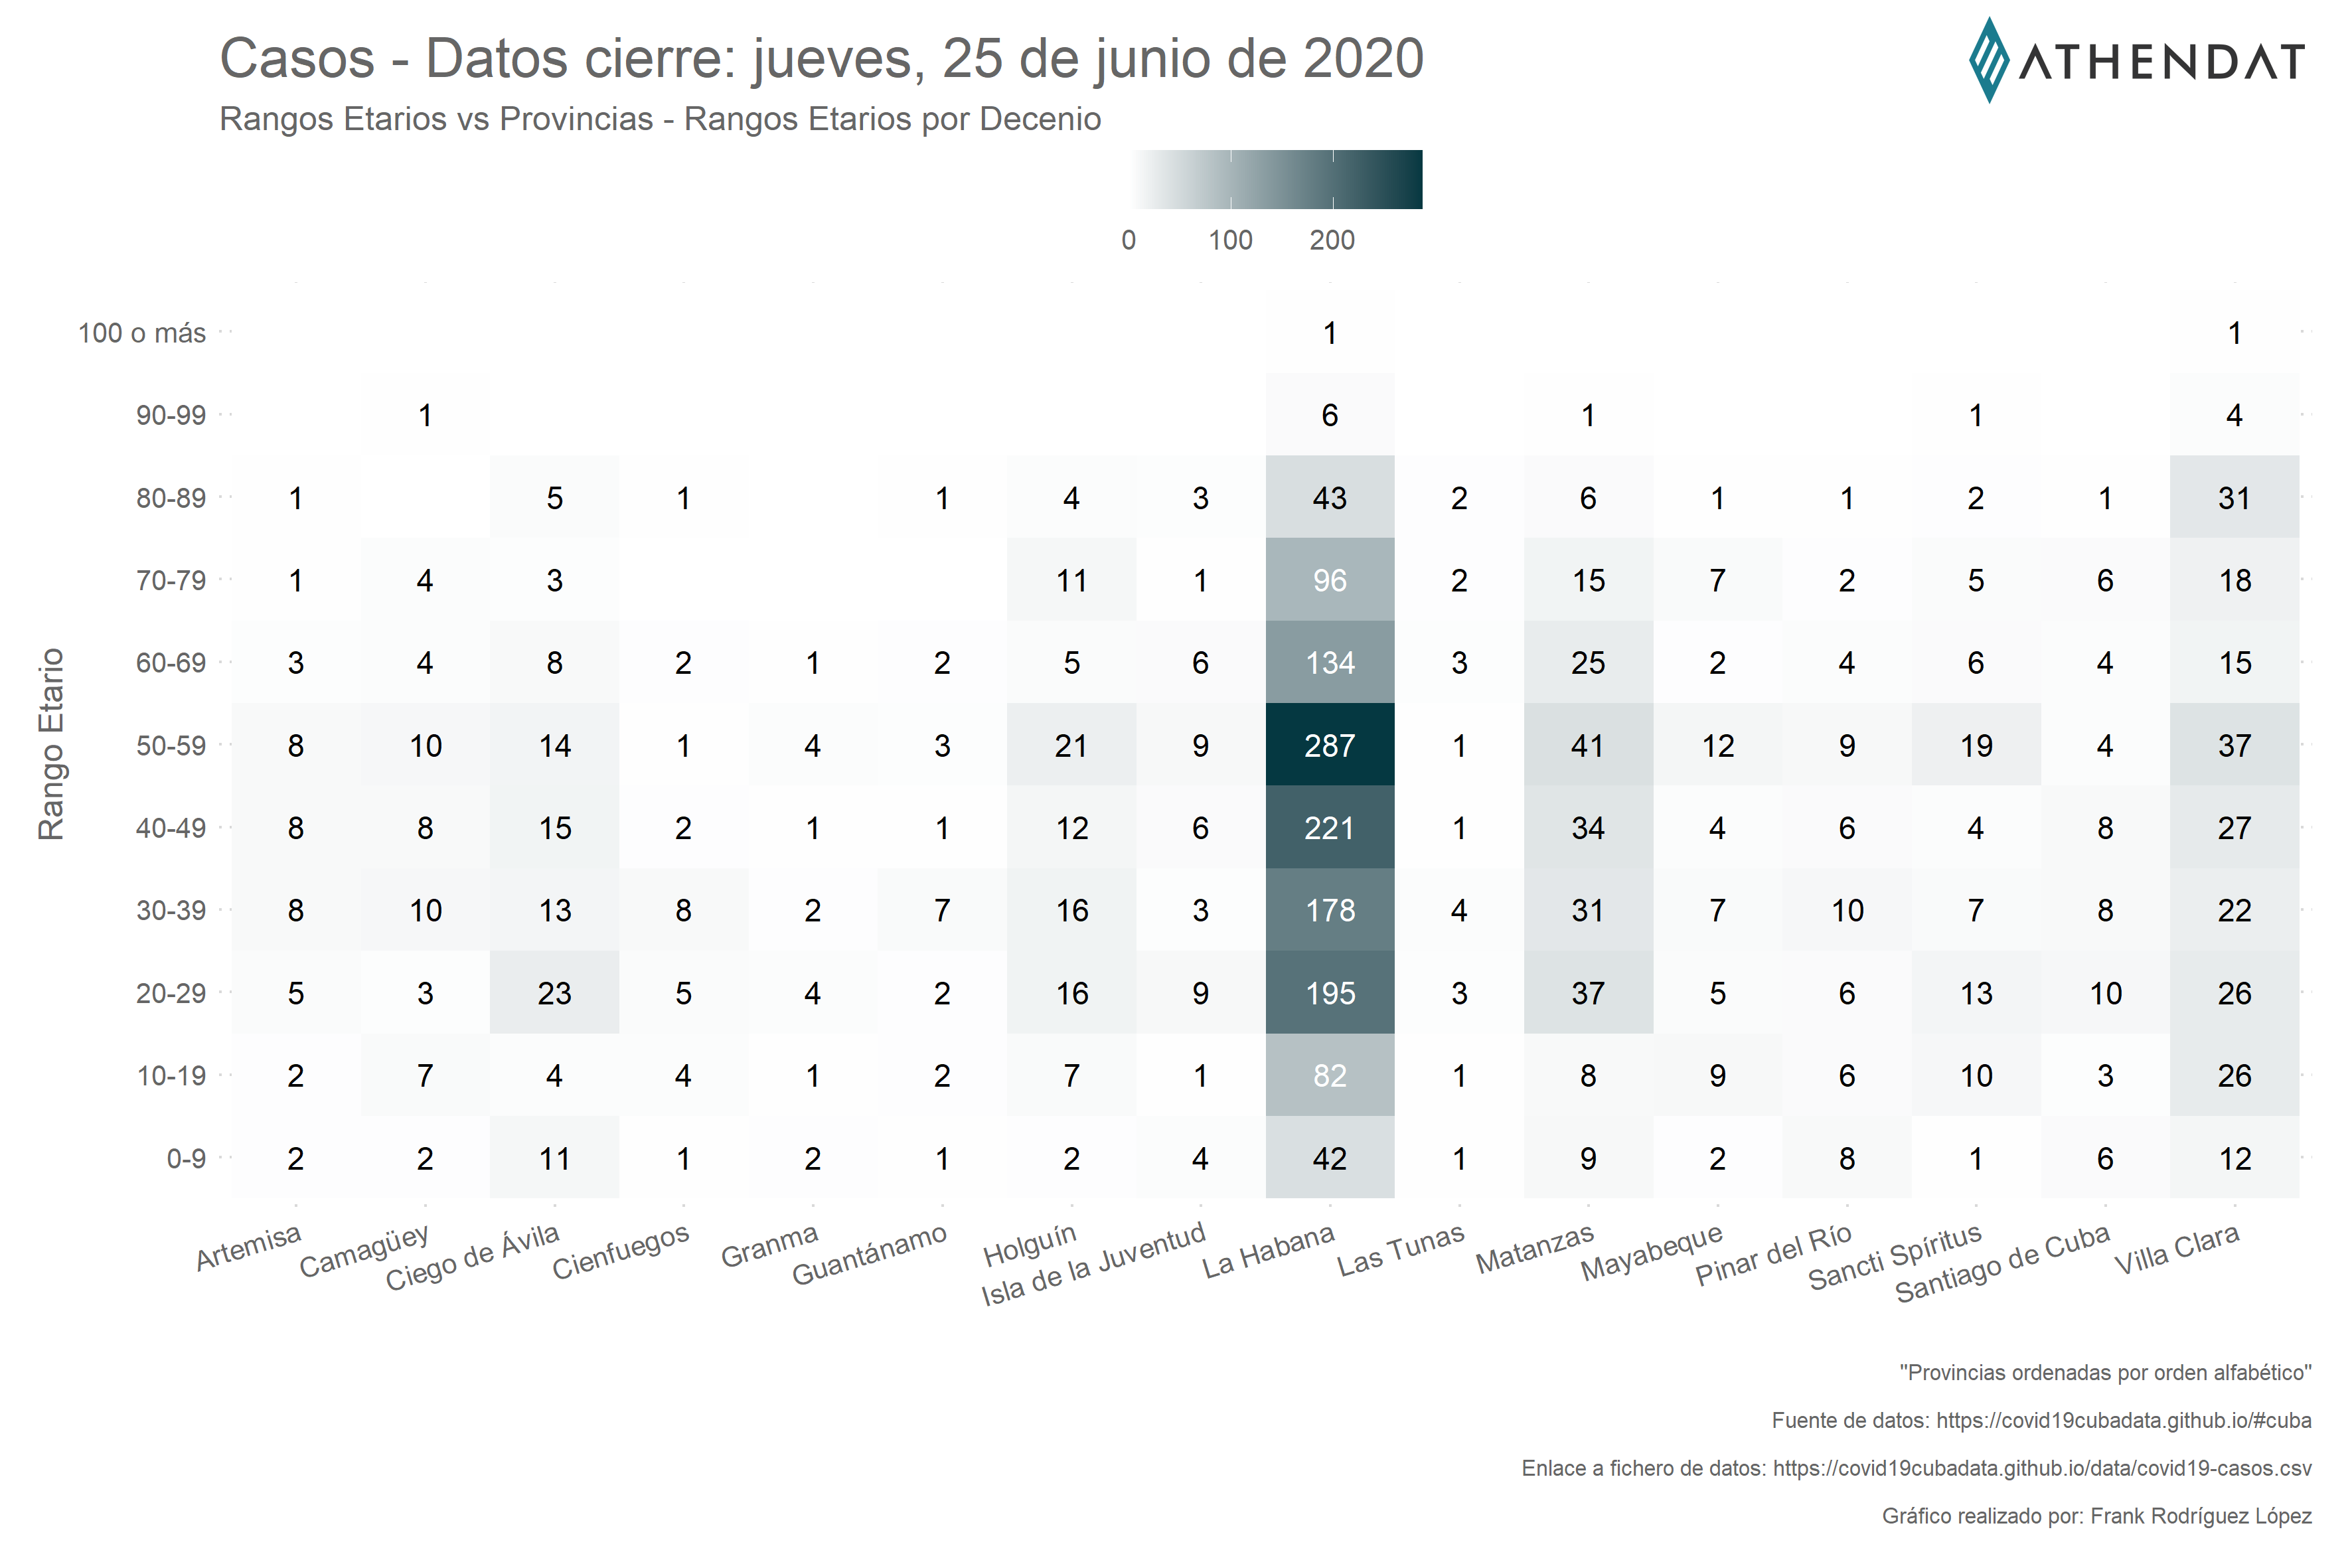 Casos - Datos cierre: jueves, 25 de junio de 2020
ATHENDAT
Rangos Etarios vs Provincias - Rangos Etarios por Decenio
0 100 200
Rango Etario
100 o más 1 1
90-99 1 6 1 1 4
80-89 1 5 1 1 4 3 43 2 6 1 1 2 1 31
70-79 1 4 3 11 1 96 2 15 7 2 5 6 18
60-69 3 4 8 2 1 2 5 6 134 3 25 2 4 6 4 15
50-59 8 10 14 1 4 3 21 9 287 1 41 12 9 19 4 37
40-49 8 8 15 2 1 1 12 6 221 1 34 4 6 4 8 27
30-39 8 10 13 8 2 7 16 3 178 4 31 7 10 7 8 22
20-29 5 3 23 5 4 2 16 9 195 3 37 5 6 13 10 26
10-19 2 7 4 4 1 2 7 1 82 1 8 9 6 10 3 26
0-9 2 2 11 1 2 1 2 4 42 1 9 2 8 1 6 12
Artemisa Camagüey Ciego de Ávila Cienfuegos Granma Guantánamo Holguín Isla de la Juventud La Habana Las Tunas Matanzas Mayabeque Pinar del Río Sancti Spíritus Santiago de Cuba Villa Clara
"Provincias ordenadas por orden alfabético"
Fuente de datos: https://covid19cubadata.github.io/#cuba
Enlace a fichero de datos: https://covid19cubadata.github.io/data/covid19-casos.csv
Gráfico realizado por: Frank Rodríguez López